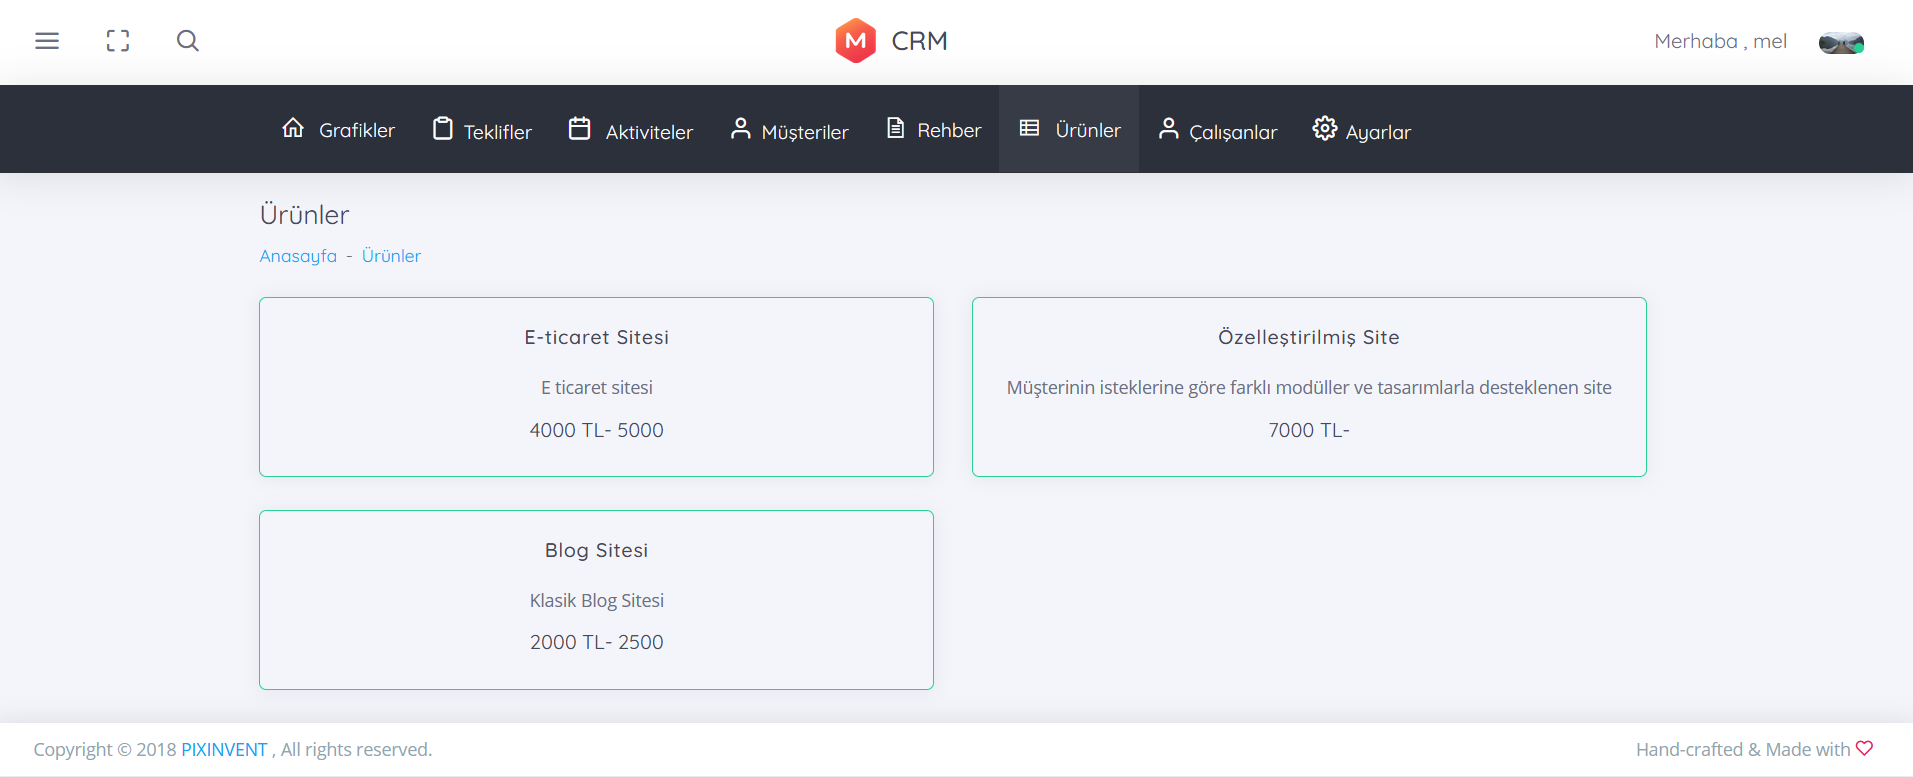 M CRM
Merhaba , mel
Grafikler Teklifler Aktiviteler Müşteriler Rehber Ürünler Çalışanlar Ayarlar
Ürünler
Anasayfa - Ürünler
E-ticaret Sitesi
E ticaret sitesi
4000 TL- 5000
Özelleştirilmiş Site
Müşterinin isteklerine göre farklı modüller ve tasarımlarla desteklenen site
7000 TL-
Blog Sitesi
Klasik Blog Sitesi
2000 TL- 2500
Copyright © 2018 PIXINVENT , All rights reserved.
Hand-crafted & Made with